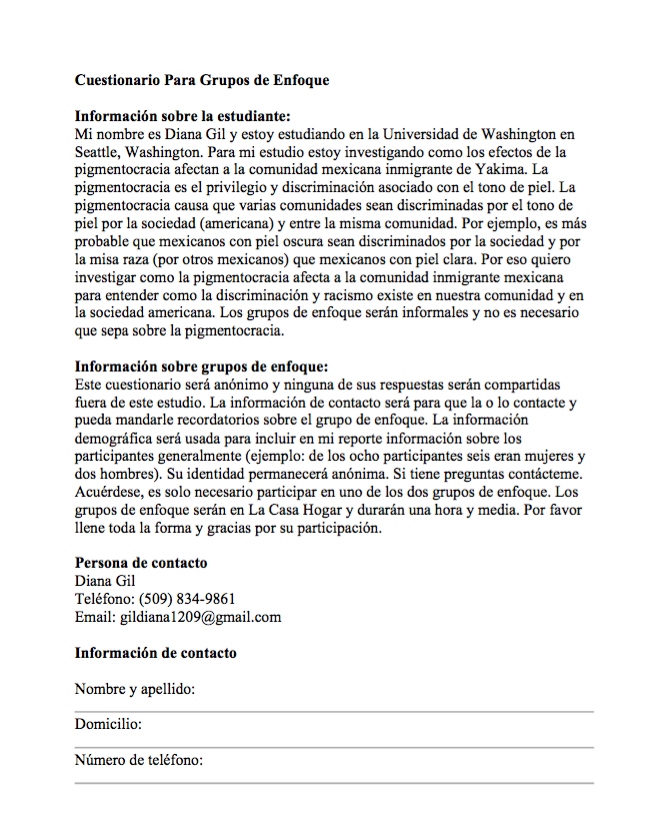 Cuestionario Para Grupos de Enfoque
Información sobre la estudiante:
Mi nombre es Diana Gil y estoy estudiando en la Universidad de Washington en
Seattle, Washington. Para mi estudio estoy investigando como los efectos de la
pigmentocracia afectan a la comunidad mexicana inmigrante de Yakima. La
pigmentocracia es el privilegio y discriminación asociado con el tono de piel. La
pigmentocracia causa que varias comunidades sean discriminadas por el tono de
piel por la sociedad (americana) y entre la misma comunidad. Por ejemplo, es más
probable que mexicanos con piel oscura sean discriminados por la sociedad y por
la misa raza (por otros mexicanos) que mexicanos con piel clara. Por eso quiero
investigar como la pigmentocracia afecta a la comunidad inmigrante mexicana
para entender como la discriminación y racismo existe en nuestra comunidad y en
la sociedad americana. Los grupos de enfoque serán informales y no es necesario
que sepa sobre la pigmentocracia.
Información sobre grupos de enfoque:
Este cuestionario será anónimo y ninguna de sus respuestas serán compartidas
fuera de este estudio. La información de contacto será para que la o lo contacte y
pueda mandarle recordatorios sobre el grupo de enfoque. La información
demográfica será usada para incluir en mi reporte información sobre los
participantes generalmente (ejemplo: de los ocho participantes seis eran mujeres y
dos hombres). Su identidad permanecerá anónima. Si tiene preguntas contácteme.
Acuérdese, es solo necesario participar en uno de los dos grupos de enfoque. Los
grupos de enfoque serán en La Casa Hogar y durarán una hora y media. Por favor
llene toda la forma y gracias por su participación.
Persona de contacto
Diana Gil
Teléfono: (509) 834-9861
Email: gildiana1209@gmail.com
Información de contacto
Nombre y apellido:
Domicilio:
Número de teléfono: